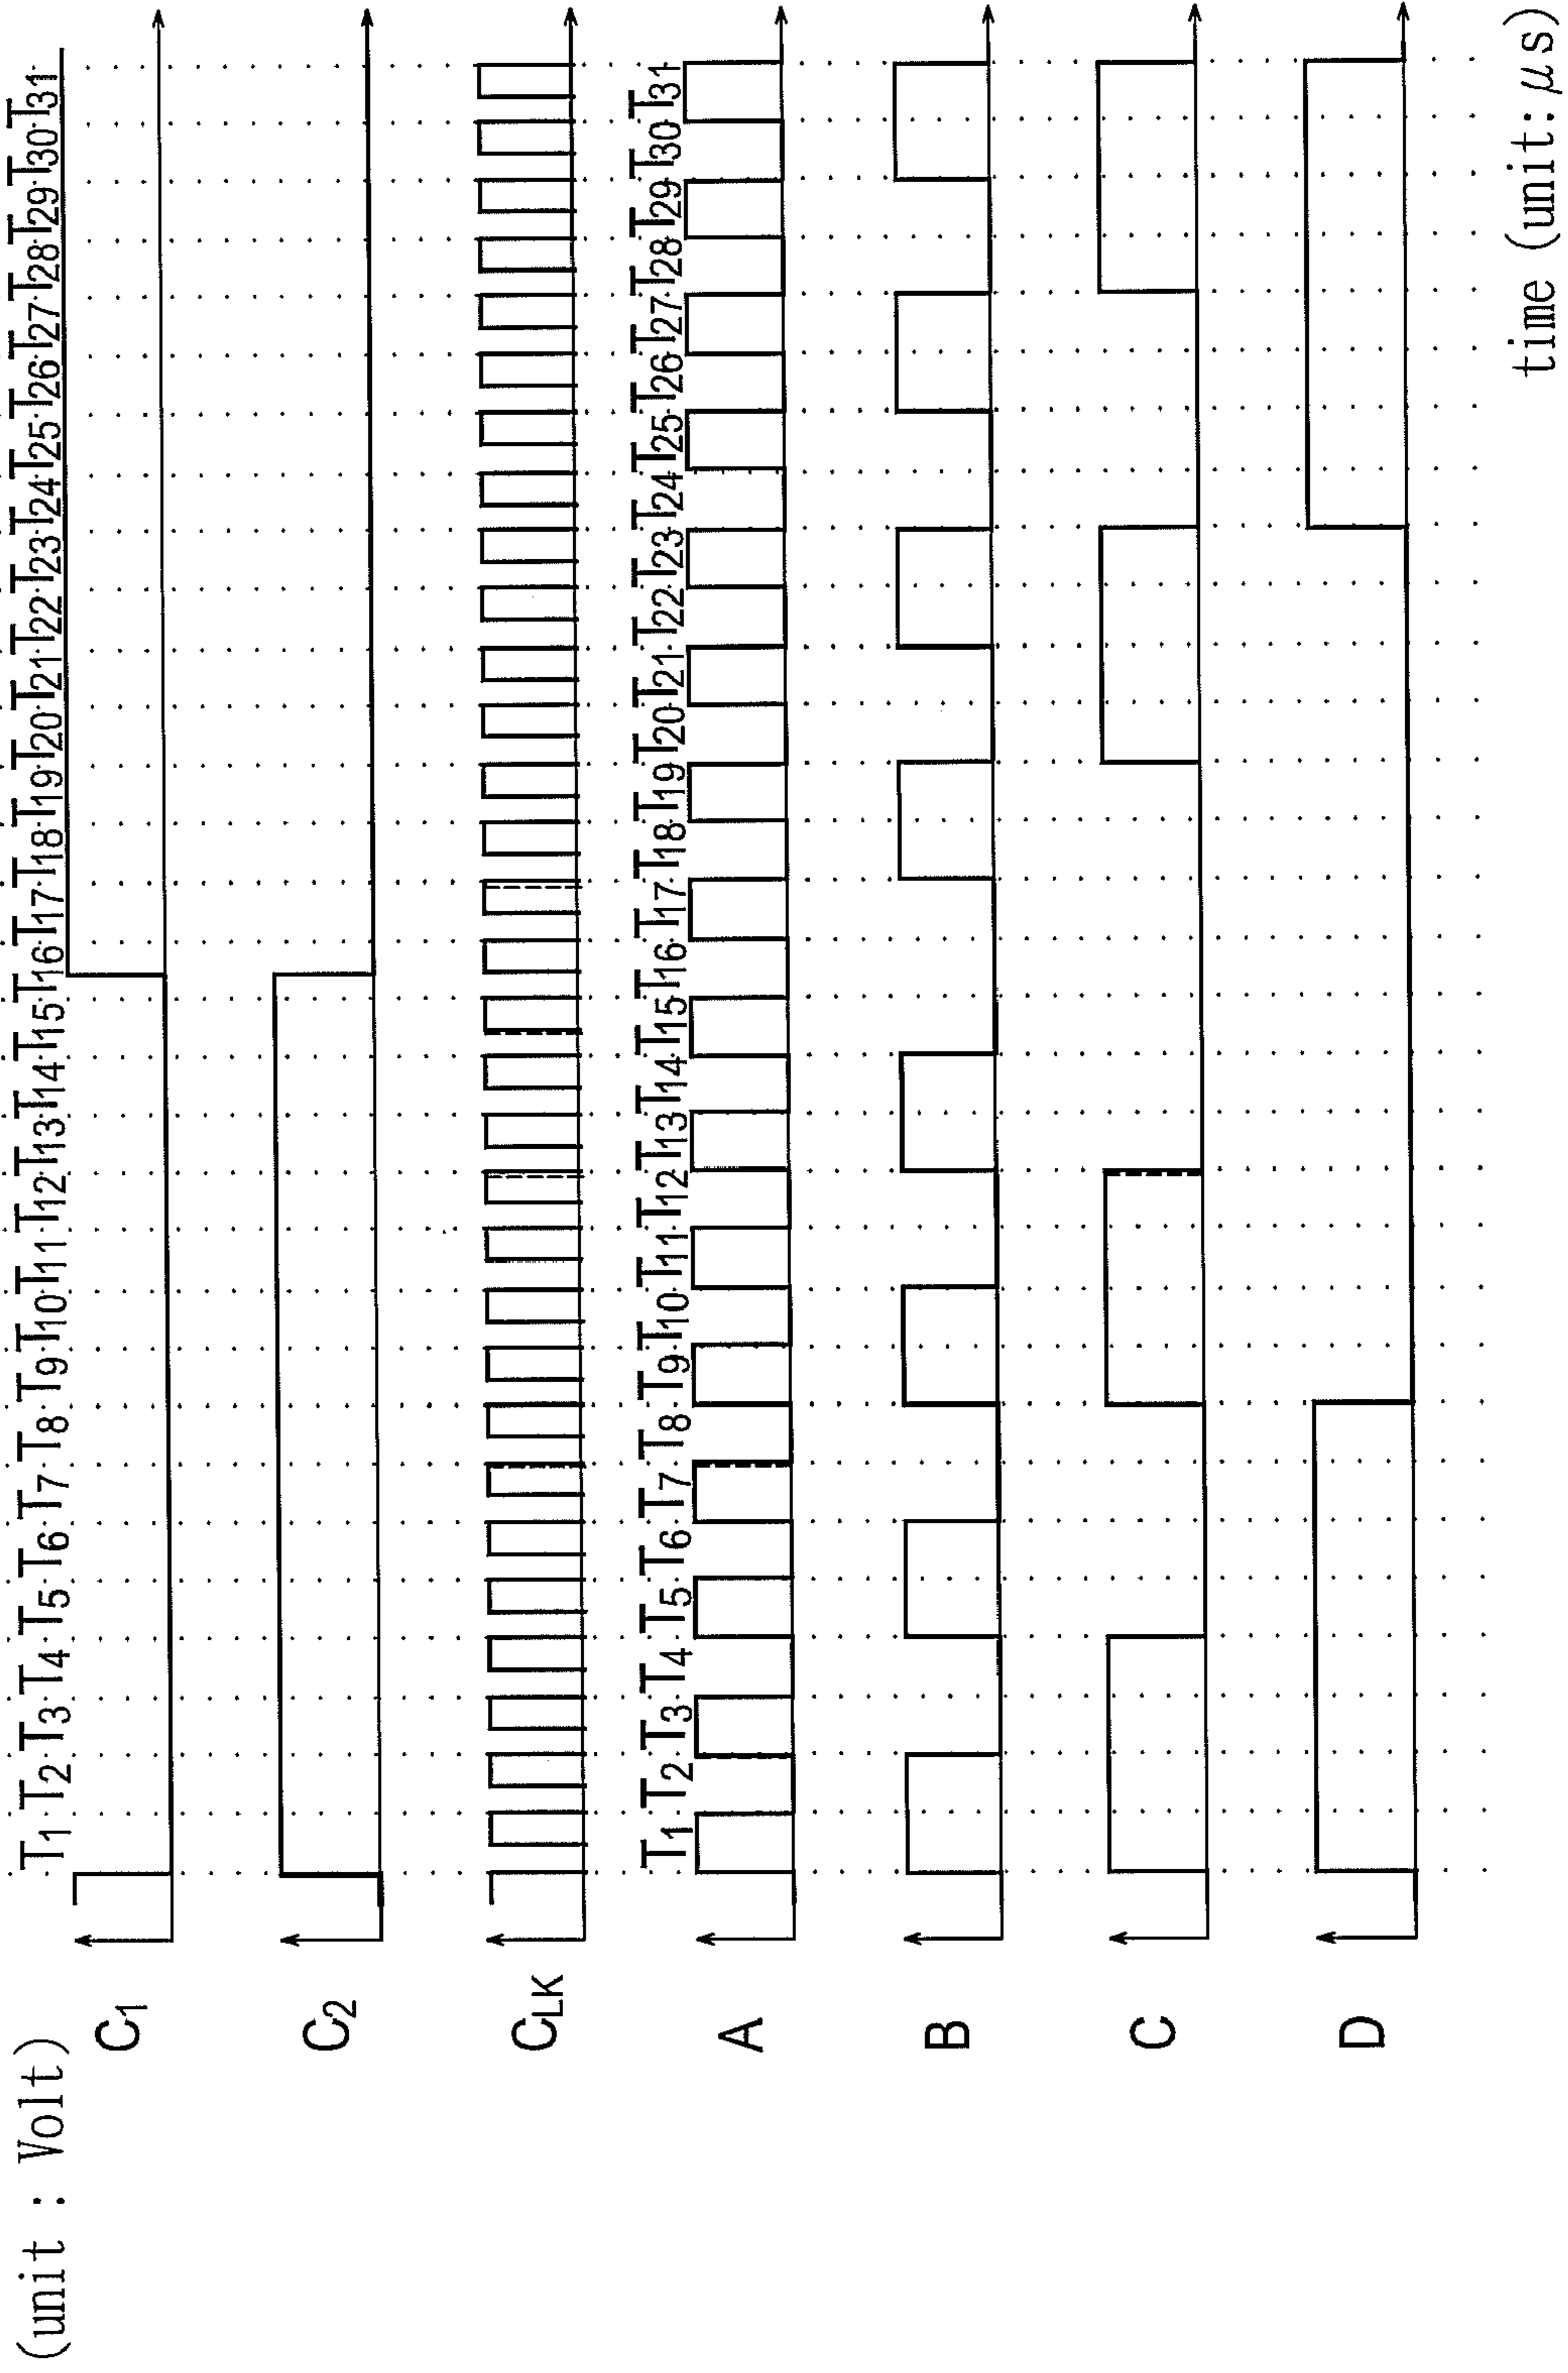 (unit : Volt)
T1 T2 T3 T4 T5 T6 T7 T8 T9 T10 T11 T12 T13 T14 T15 T16 T17 T18 T19 T20 T21 T22 T23 T24 T25 T26 T27 T28 T29 T30 T31
C1
C2
CLK
T1 T2 T3 T4 T5 T6 T7 T8 T9 T10 T11 T12 T13 T14 T15 T16 T17 T18 T19 T20 T21 T22 T23 T24 T25 T26 T27 T28 T29 T30 T31
A
B
C
D
time (unit: μs)